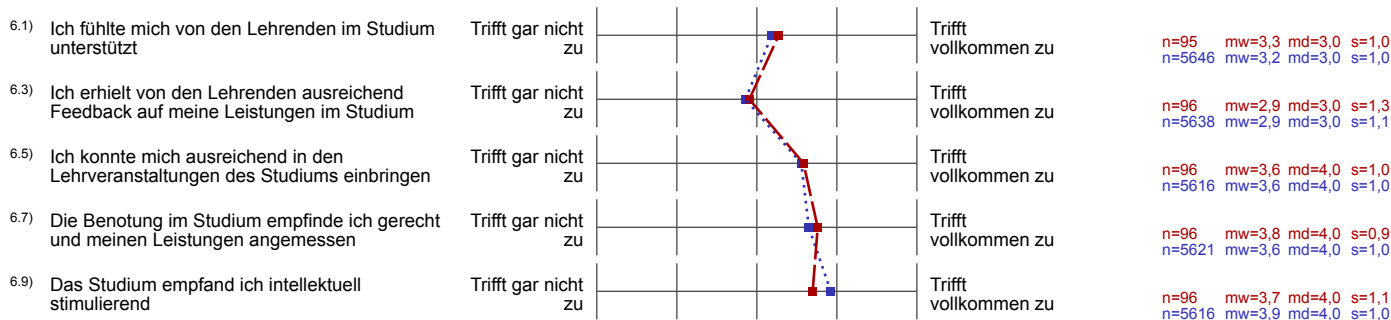 6.1) Ich fühlte mich von den Lehrenden im Studium
unterstützt
Trifft gar nicht
zu
Trifft
vollkommen zu
n=95 mw=3,3 md=3,0 s=1,0
n=5646 mw=3,2 md=3,0 s=1,0
6.3) Ich erhielt von den Lehrenden ausreichend
Feedback auf meine Leistungen im Studium
Trifft gar nicht
zu
Trifft
vollkommen zu
n=96 mw=2,9 md=3,0 s=1,3
n=5638 mw=2,9 md=3,0 s=1,1
6.5) Ich konnte mich ausreichend in den
Lehrveranstaltungen des Studiums einbringen
Trifft gar nicht
zu
Trifft
vollkommen zu
n=96 mw=3,6 md=4,0 s=1,0
n=5616 mw=3,6 md=4,0 s=1,0
6.7) Die Benotung im Studium empfinde ich gerecht
und meinen Leistungen angemessen
Trifft gar nicht
zu
Trifft
vollkommen zu
n=96 mw=3,8 md=4,0 s=0,9
n=5621 mw=3,6 md=4,0 s=1,0
6.9) Das Studium empfand ich intellektuell
stimulierend
Trifft gar nicht
zu
Trifft
vollkommen zu
n=96 mw=3,7 md=4,0 s=1,1
n=5616 mw=3,9 md=4,0 s=1,0